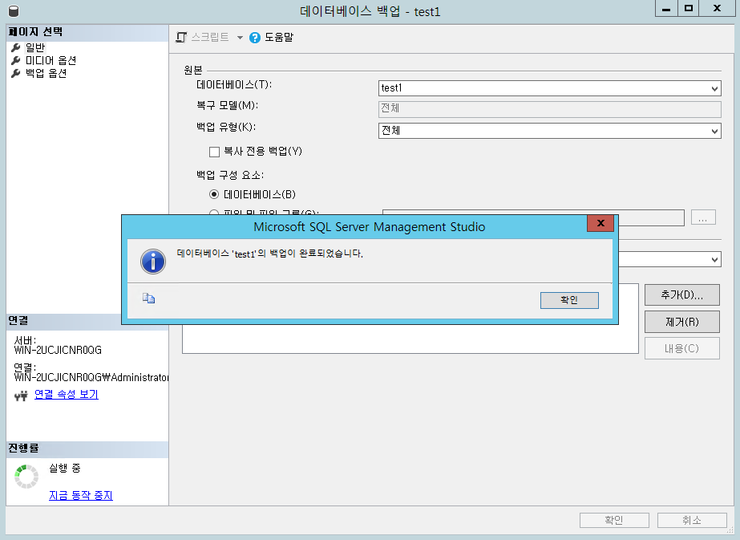 데이터베이스 백업 - test1
페이지 선택
일반
미디어 옵션
백업 옵션
스크립트
도움말
원본
데이터베이스(T):
test1
복구 모델(M):
전체
백업 유형(K):
전체
복사 전용 백업(Y)
백업 구성 요소:
데이터베이스(B)
파일 및 파일 그룹(G):
...
Microsoft SQL Server Management Studio
데이터베이스 'test1'의 백업이 완료되었습니다.
확인
추가(D)...
제거(R)
내용(C)
연결
서버:
WIN-2UCJICNR0QG
연결:
WIN-2UCJICNR0QG₩Administrator
연결 속성 보기
진행률
실행 중
지금 동작 중지
확인
취소